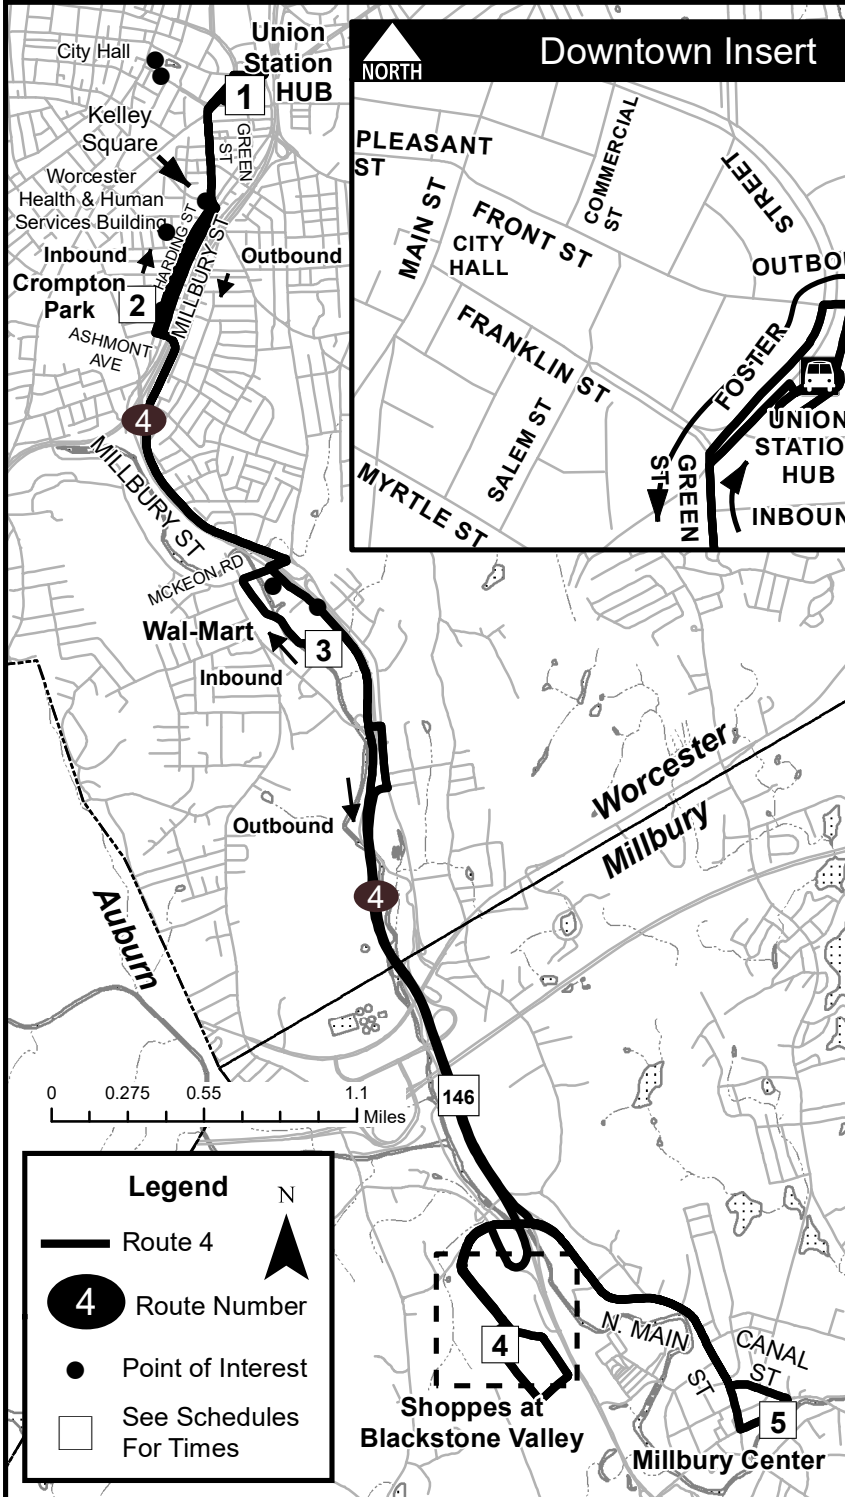 City Hall
Union
Station
HUB
1
Kelley
Square
GREEN
ST
Worcester
Health & Human
Services Building
HARDING ST
MILLBURY ST
Inbound
Outbound
Crompton
Park
2
ASHMONT
AVE
4
MILLBURY ST
MCKEON RD
Wal-Mart
3
Inbound
Outbound
Worcester
Millbury
4
Auburn
0 0.275 0.55 1.1
Miles
146
NORTH
Downtown Insert
PLEASANT
ST
MAIN ST
COMMERCIAL
ST
STREET
FRONT ST
CITY
HALL
OUTBO
FRANKLIN ST
FOSTER
SALEM ST
UNION
STATIO
HUB
GREEN
ST
MYRTLE ST
INBOUN
Legend
N
Route 4
4 Route Number
Point of Interest
See Schedules
For Times
4
Shoppes at
Blackstone Valley
N. MAIN
ST
CANAL
ST
5
Millbury Center